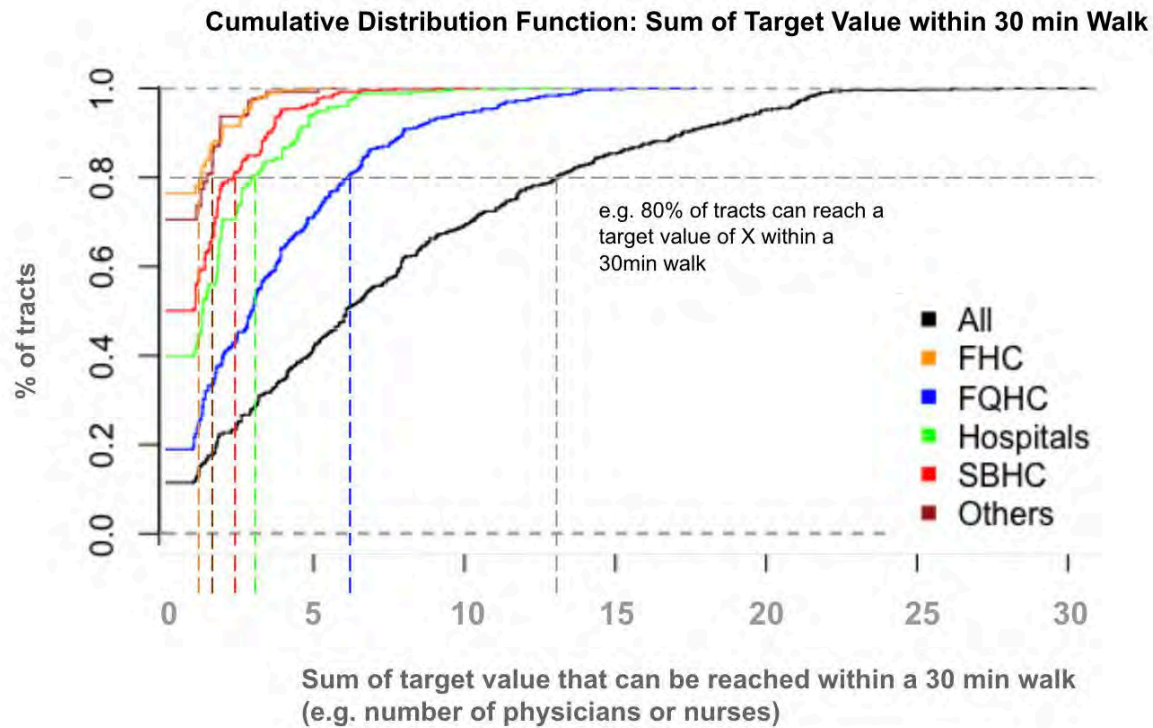 Cumulative Distribution Function: Sum of Target Value within 30 min Walk
1.0
0.8
0.6
0.4
0.2
0.0
% of tracts
e.g. 80% of tracts can reach a
target value of X within a
30min walk
All
FHC
FQHC
Hospitals
SBHC
Others
0 5 10 15 20 25 30
Sum of target value that can be reached within a 30 min walk
(e.g. number of physicians or nurses)